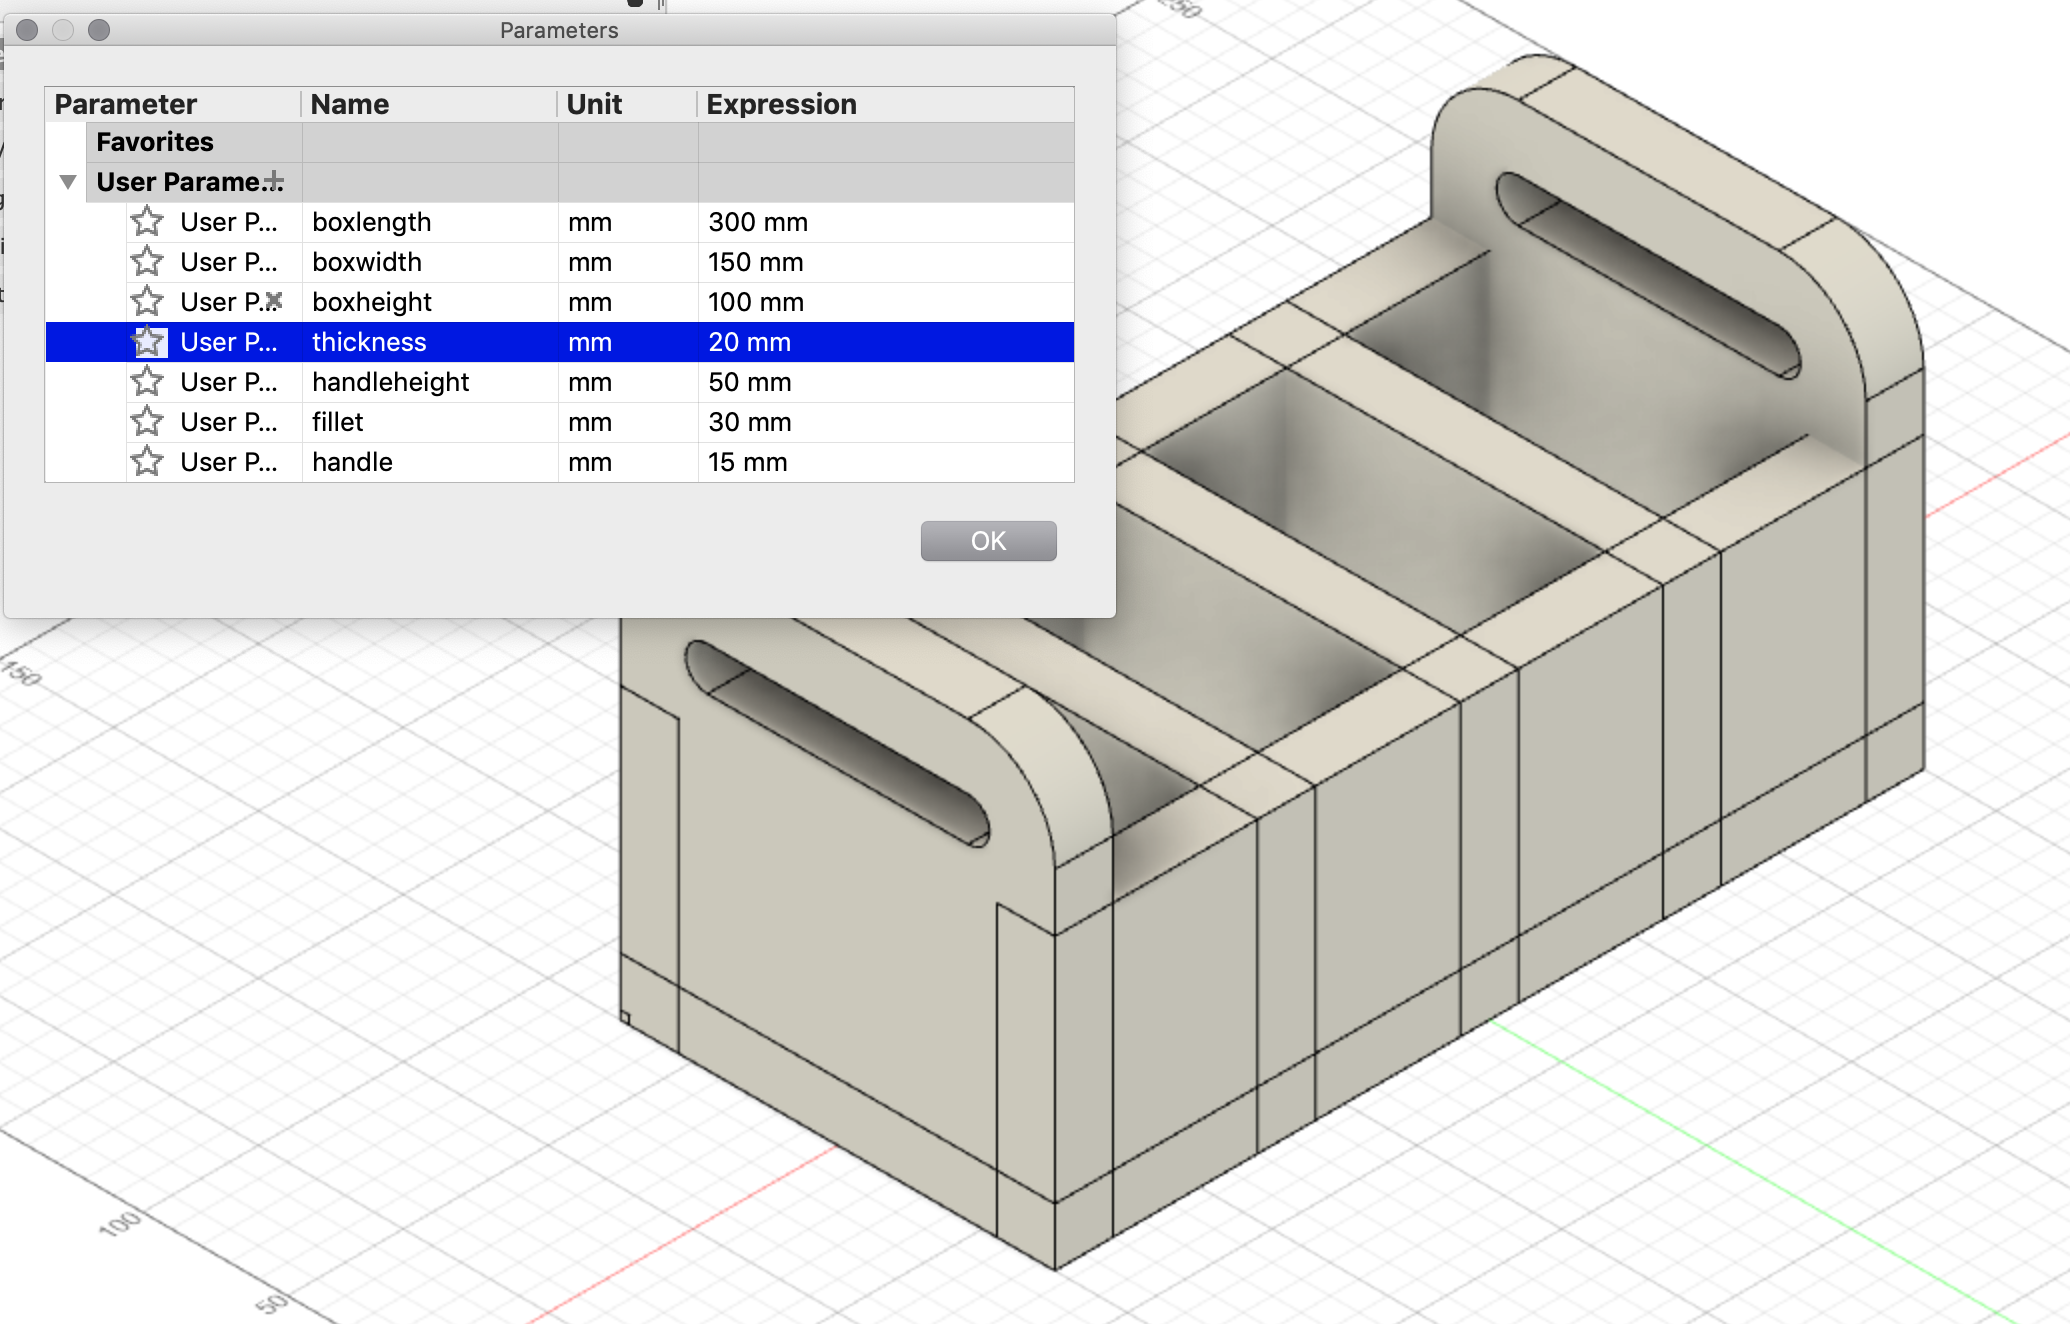 Parameters
Parameter Name Unit Expression
Favorites
User Parame...
User P... boxlength mm 300 mm
User P... boxwidth mm 150 mm
User P... boxheight mm 100 mm
User P... thickness mm 20 mm
User P... handleheight mm 50 mm
User P... fillet mm 30 mm
User P... handle mm 15 mm
OK
250
150
100
50